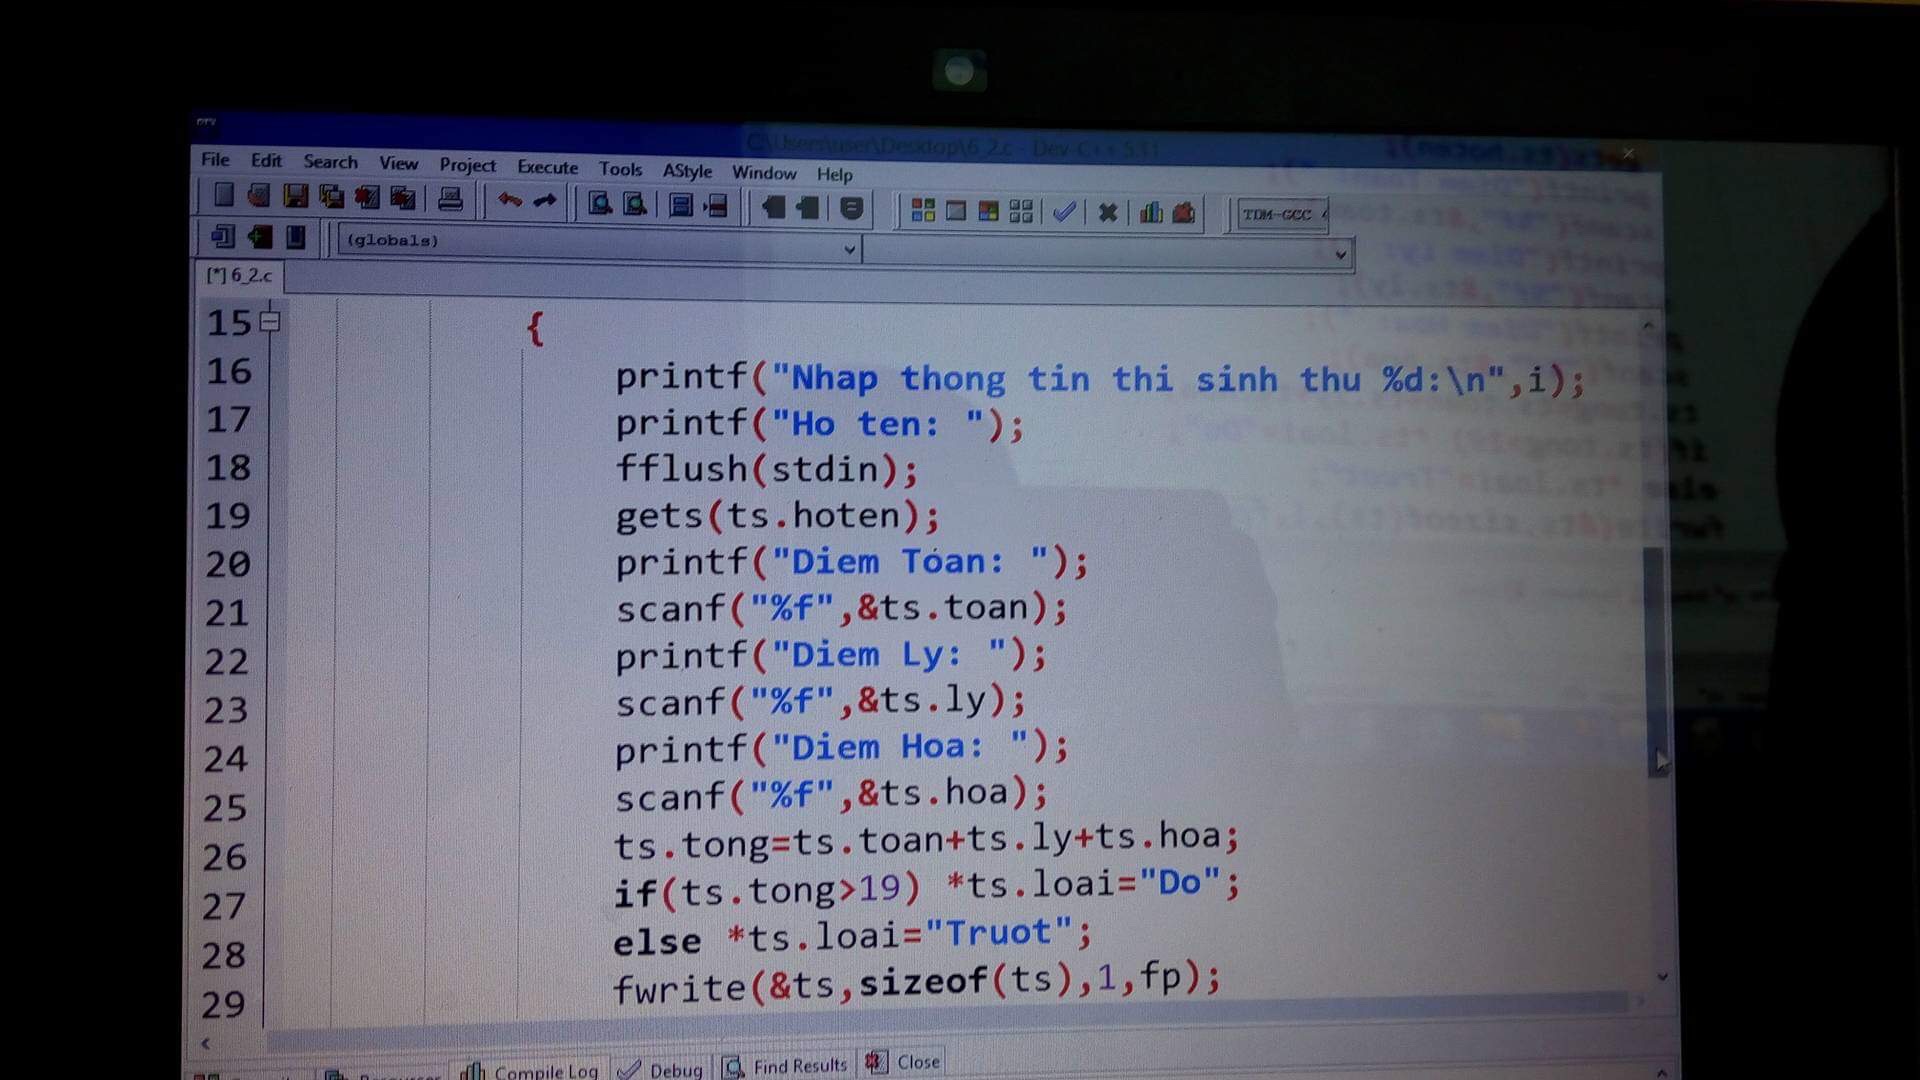 C:\Users\user\Desktop\6_2.c - Dev-C++ 5.11
File Edit Search View Project Execute Tools AStyle Window Help
TDM-GCC
(globals)
[*] 6_2.c
15 {
16 printf("Nhap thong tin thi sinh thu %d:\n",i);
17 printf("Ho ten: ");
18 fflush(stdin);
19 gets(ts.hoten);
20 printf("Diem Toan: ");
21 scanf("%f",&ts.toan);
22 printf("Diem Ly: ");
23 scanf("%f",&ts.ly);
24 printf("Diem Hoa: ");
25 scanf("%f",&ts.hoa);
26 ts.tong=ts.toan+ts.ly+ts.hoa;
27 if(ts.tong>19) *ts.loai="Do";
28 else *ts.loai="Truot";
29 fwrite(&ts,sizeof(ts),1,fp);
Compile Log Debug Find Results Close